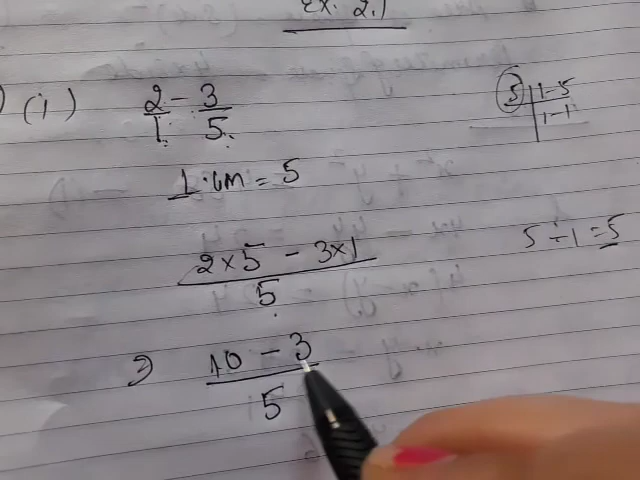 Ex. 2.1
(i) 2/1 - 3/5
5 | 1-5
1-1
L.CM = 5
2×5 - 3×1 / 5
5÷1=5
⇒ 10 - 3 / 5